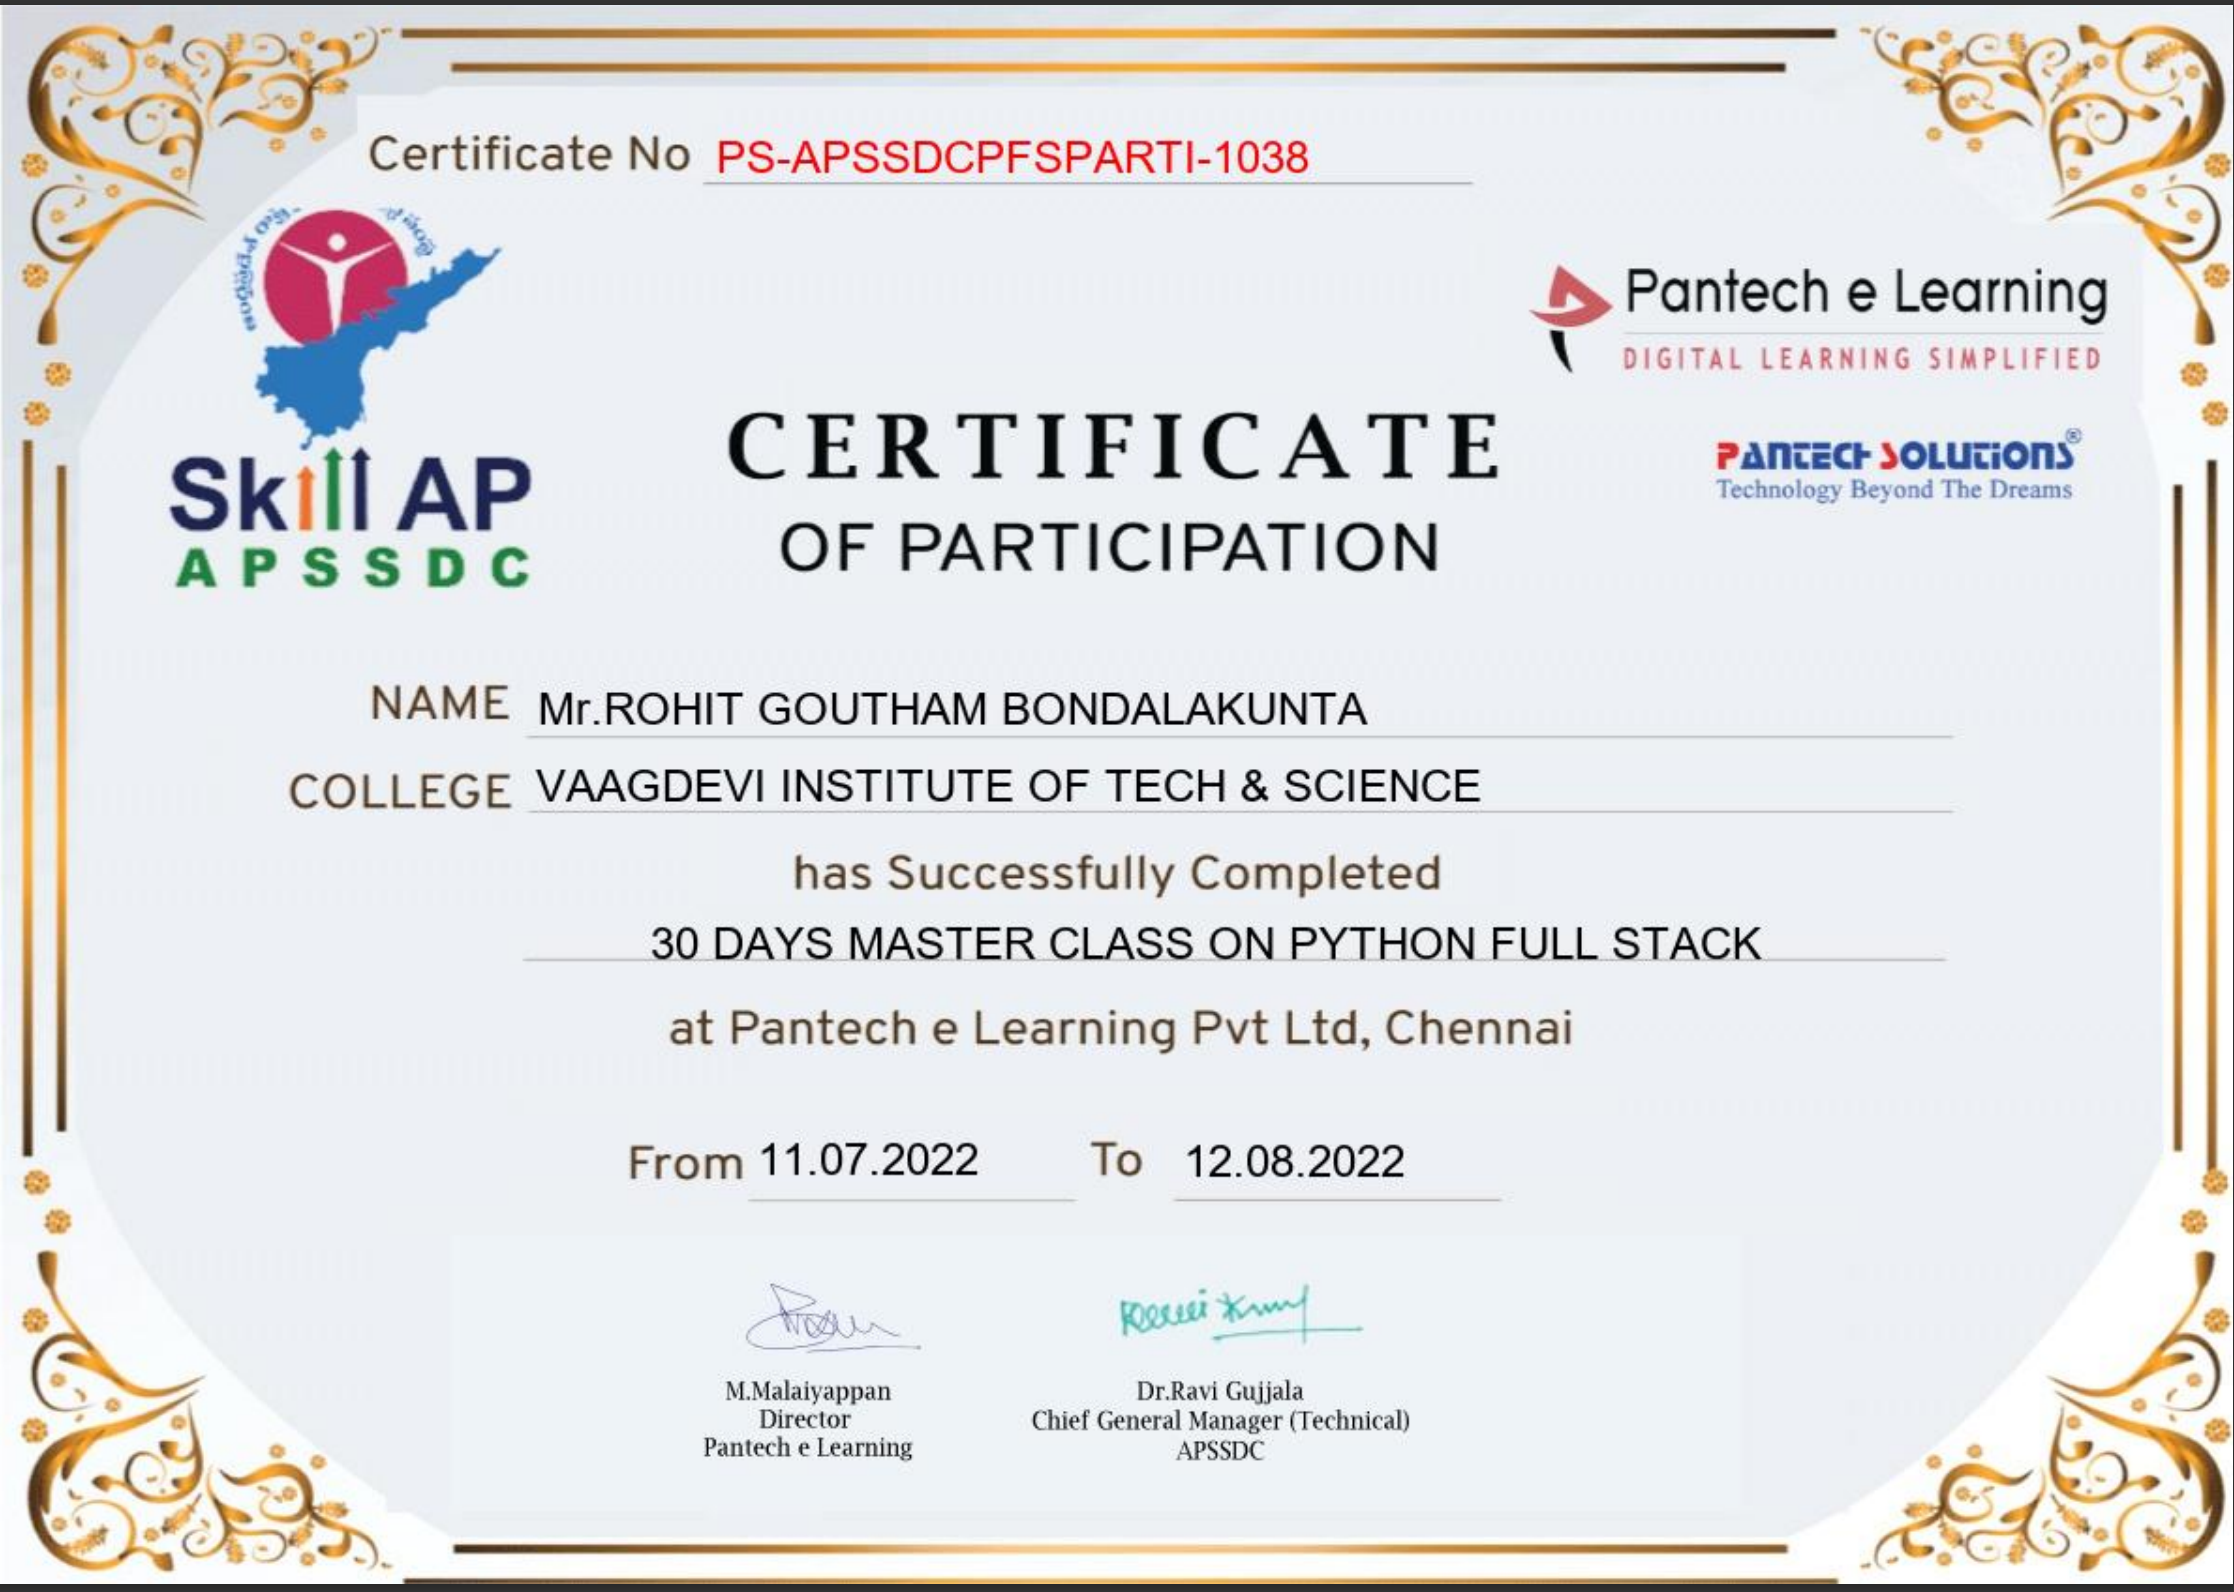 Certificate No PS-APSSDCPFSPARTI-1038
Pantech e Learning
DIGITAL LEARNING SIMPLIFIED
PANTECH SOLUTIONS®
Technology Beyond The Dreams
Skill AP
APSSDC
CERTIFICATE
OF PARTICIPATION
NAME Mr.ROHIT GOUTHAM BONDALAKUNTA
COLLEGE VAAGDEVI INSTITUTE OF TECH & SCIENCE
has Successfully Completed
30 DAYS MASTER CLASS ON PYTHON FULL STACK
at Pantech e Learning Pvt Ltd, Chennai
From 11.07.2022 To 12.08.2022
M.Malaiyappan
Director
Pantech e Learning
Dr.Ravi Gujjala
Chief General Manager (Technical)
APSSDC